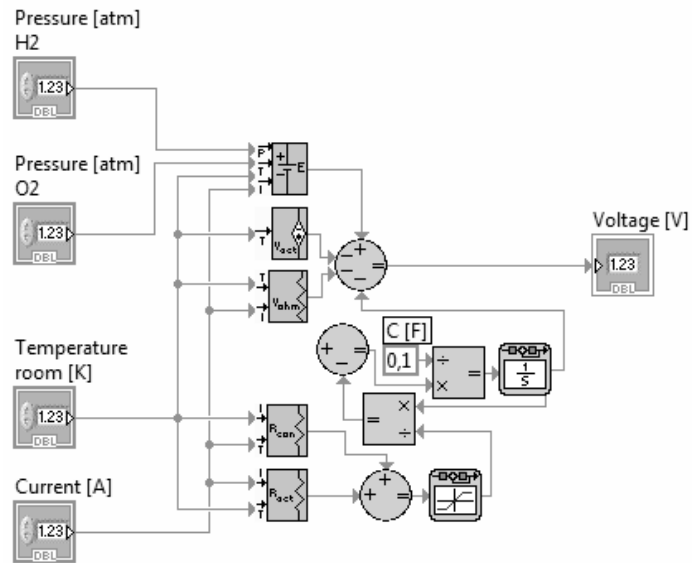 Pressure [atm]
H2
1.23
DBL
Pressure [atm]
O2
1.23
DBL
P
T
I
E
T
Vact
T
I
Vohm
Voltage [V]
1.23
DBL
C [F]
0,1
1
S
Temperature
room [K]
1.23
DBL
I
T
Rcon
Current [A]
1.23
DBL
I
T
Ract